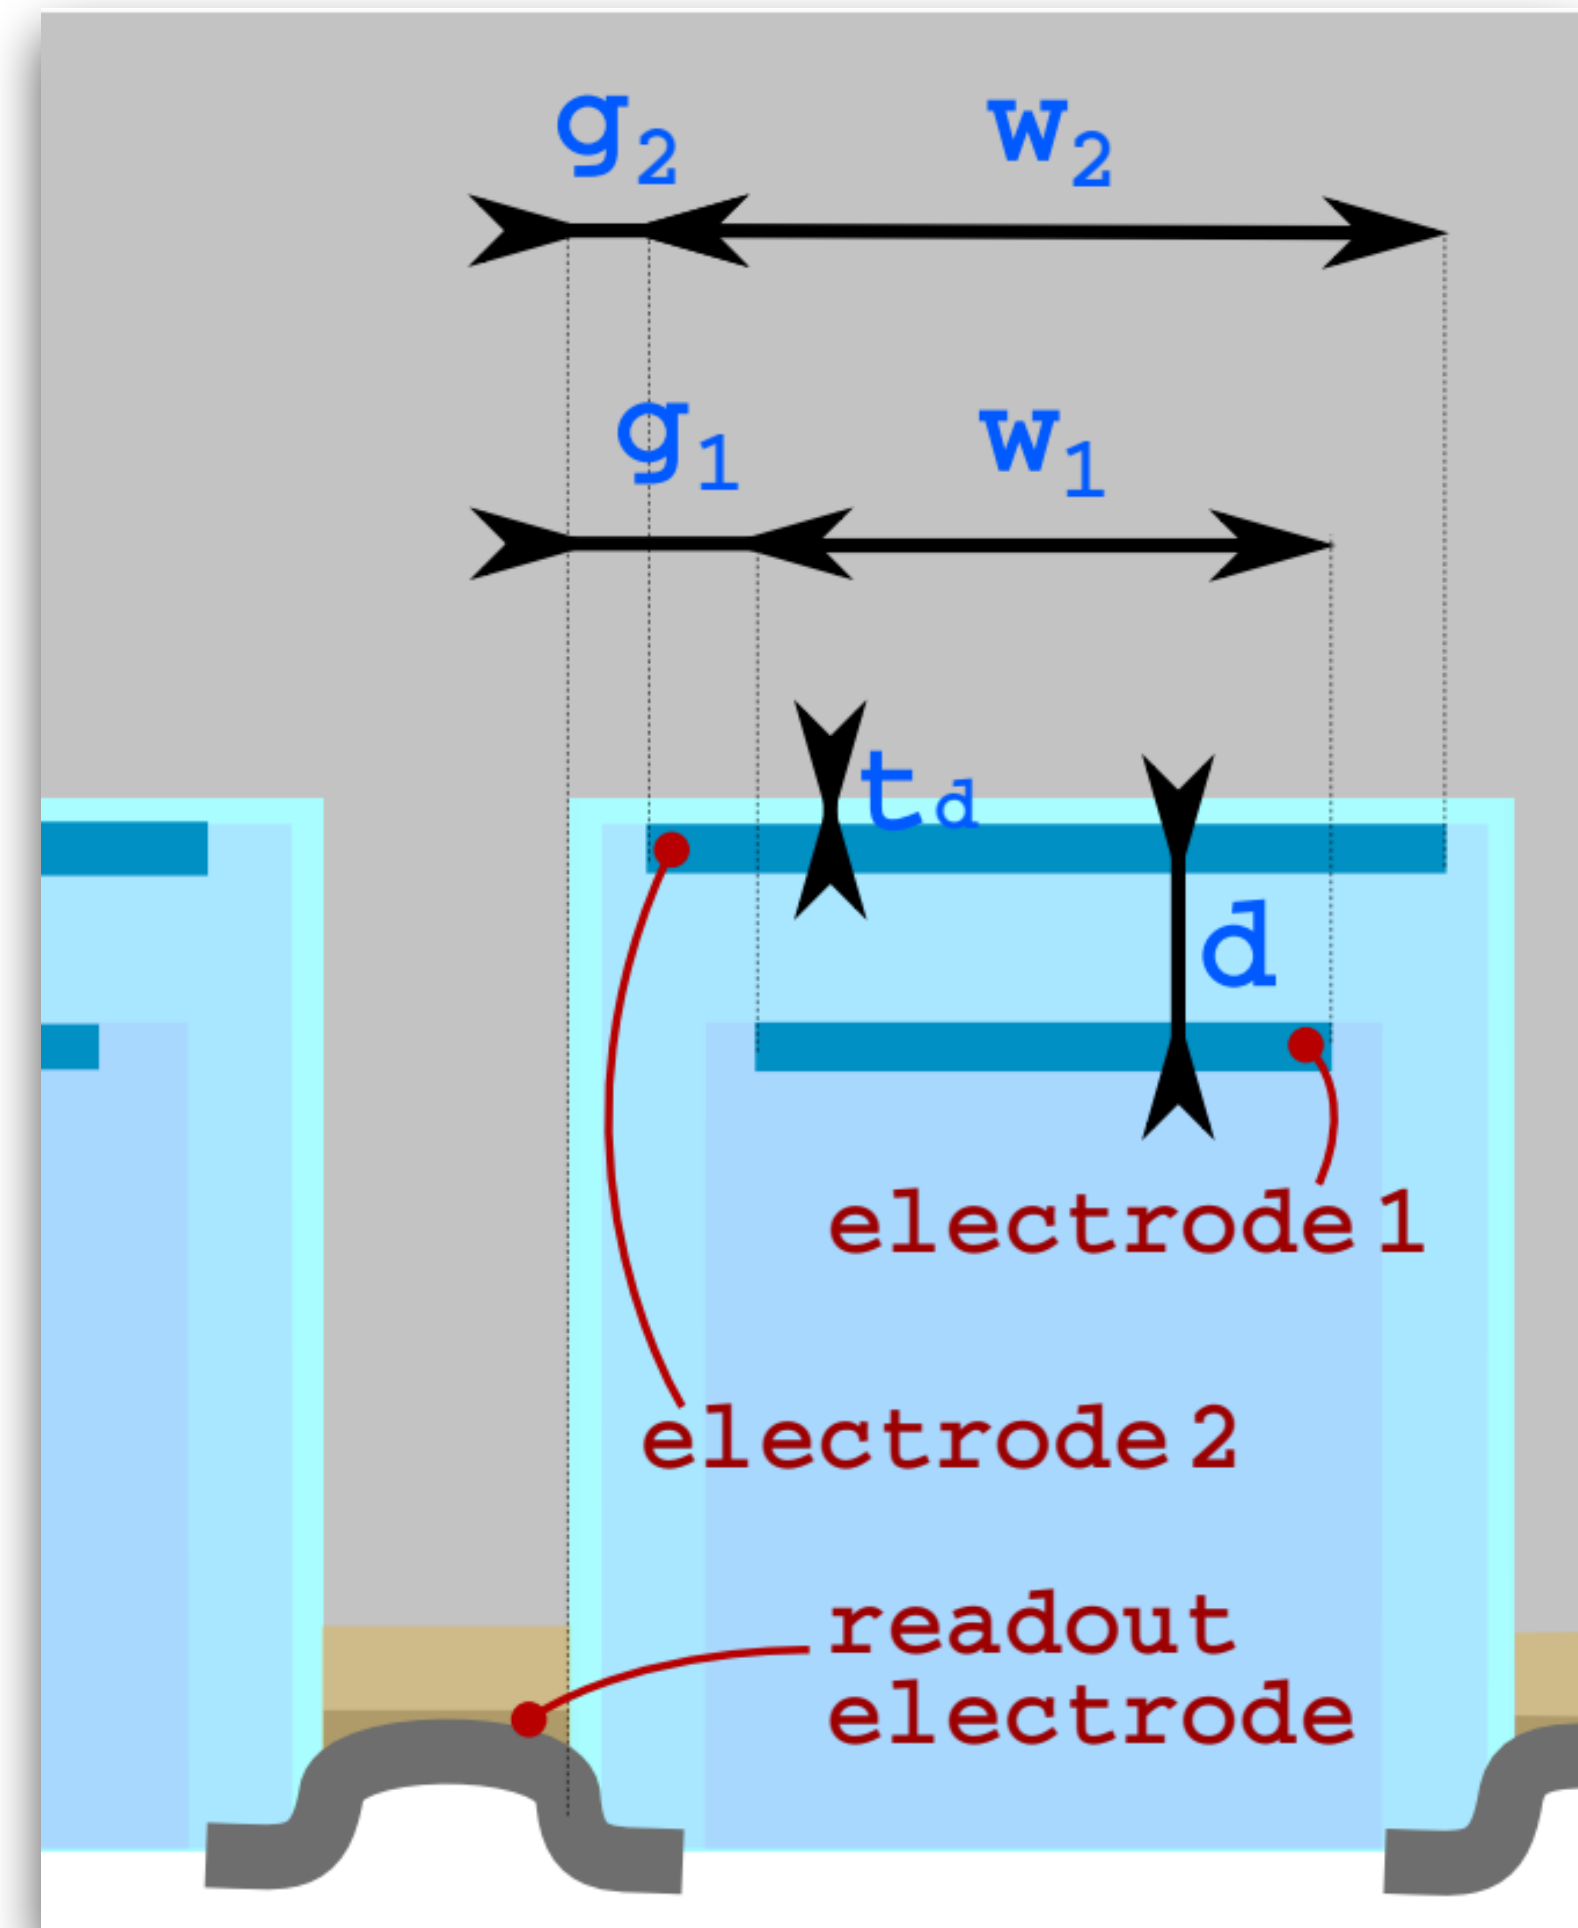 g2 w2
g1 w1
td
d
electrode 1
electrode 2
readout
electrode